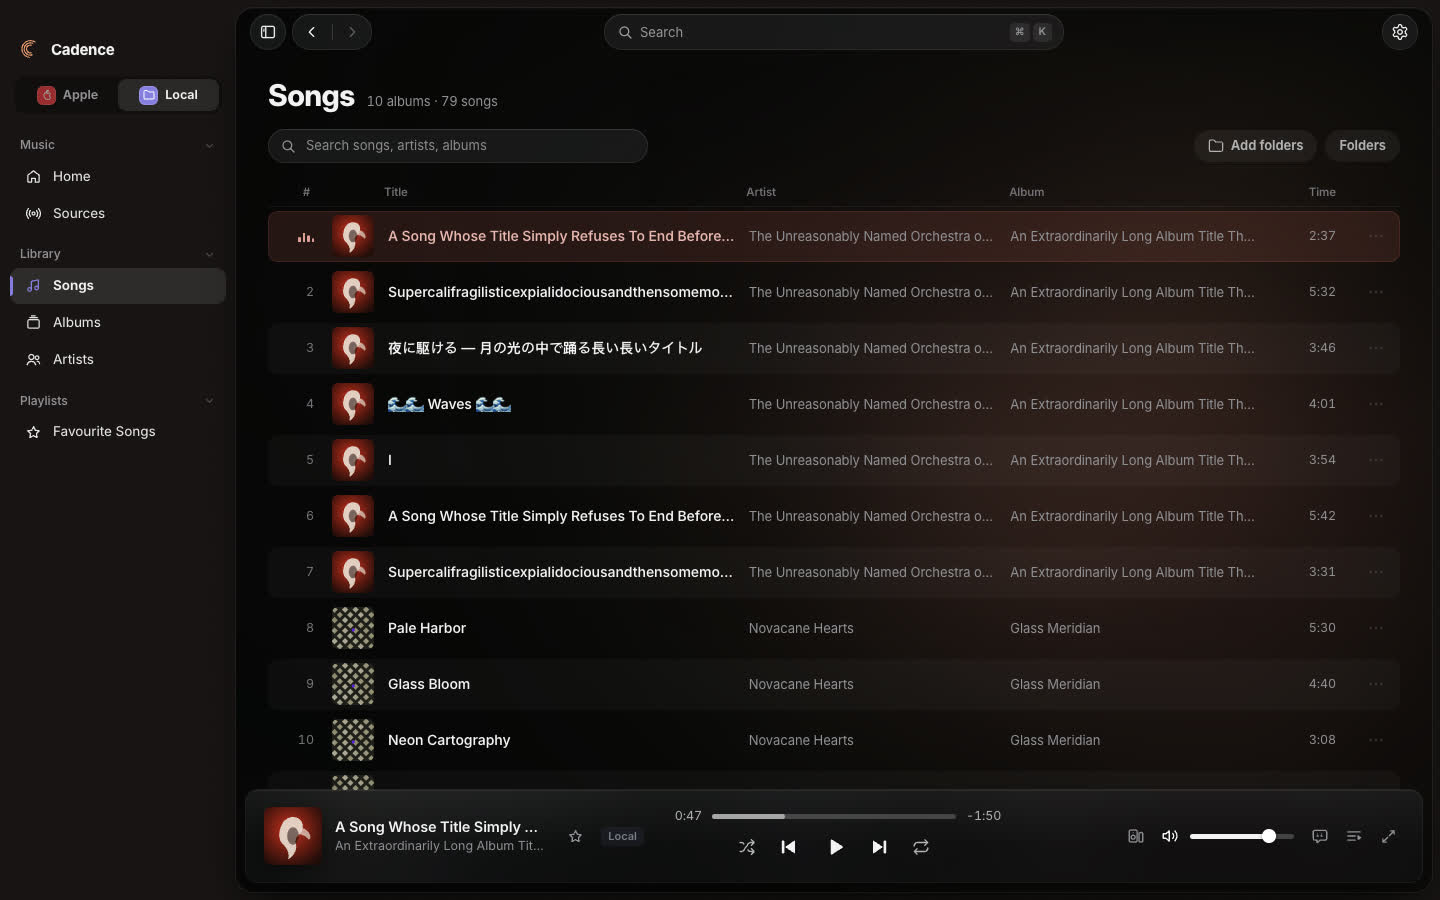 Cadence
Apple
Local
Music
Home
Sources
Library
Songs
Albums
Artists
Playlists
Favourite Songs
Search
⌘ K
Songs 10 albums · 79 songs
Search songs, artists, albums
Add folders
Folders
# Title Artist Album Time
A Song Whose Title Simply Refuses To End Before... The Unreasonably Named Orchestra o... An Extraordinarily Long Album Title Th... 2:37
2 Supercalifragilisticexpialidociousandthensomemo... The Unreasonably Named Orchestra o... An Extraordinarily Long Album Title Th... 5:32
3 夜に駆ける — 月の光の中で踊る長い長いタイトル The Unreasonably Named Orchestra o... An Extraordinarily Long Album Title Th... 3:46
4 🌊🌊 Waves 🌊🌊 The Unreasonably Named Orchestra o... An Extraordinarily Long Album Title Th... 4:01
5 I The Unreasonably Named Orchestra o... An Extraordinarily Long Album Title Th... 3:54
6 A Song Whose Title Simply Refuses To End Before... The Unreasonably Named Orchestra o... An Extraordinarily Long Album Title Th... 5:42
7 Supercalifragilisticexpialidociousandthensomemo... The Unreasonably Named Orchestra o... An Extraordinarily Long Album Title Th... 3:31
8 Pale Harbor Novacane Hearts Glass Meridian 5:30
9 Glass Bloom Novacane Hearts Glass Meridian 4:40
10 Neon Cartography Novacane Hearts Glass Meridian 3:08
A Song Whose Title Simply ...
An Extraordinarily Long Album Tit...
Local
0:47 -1:50